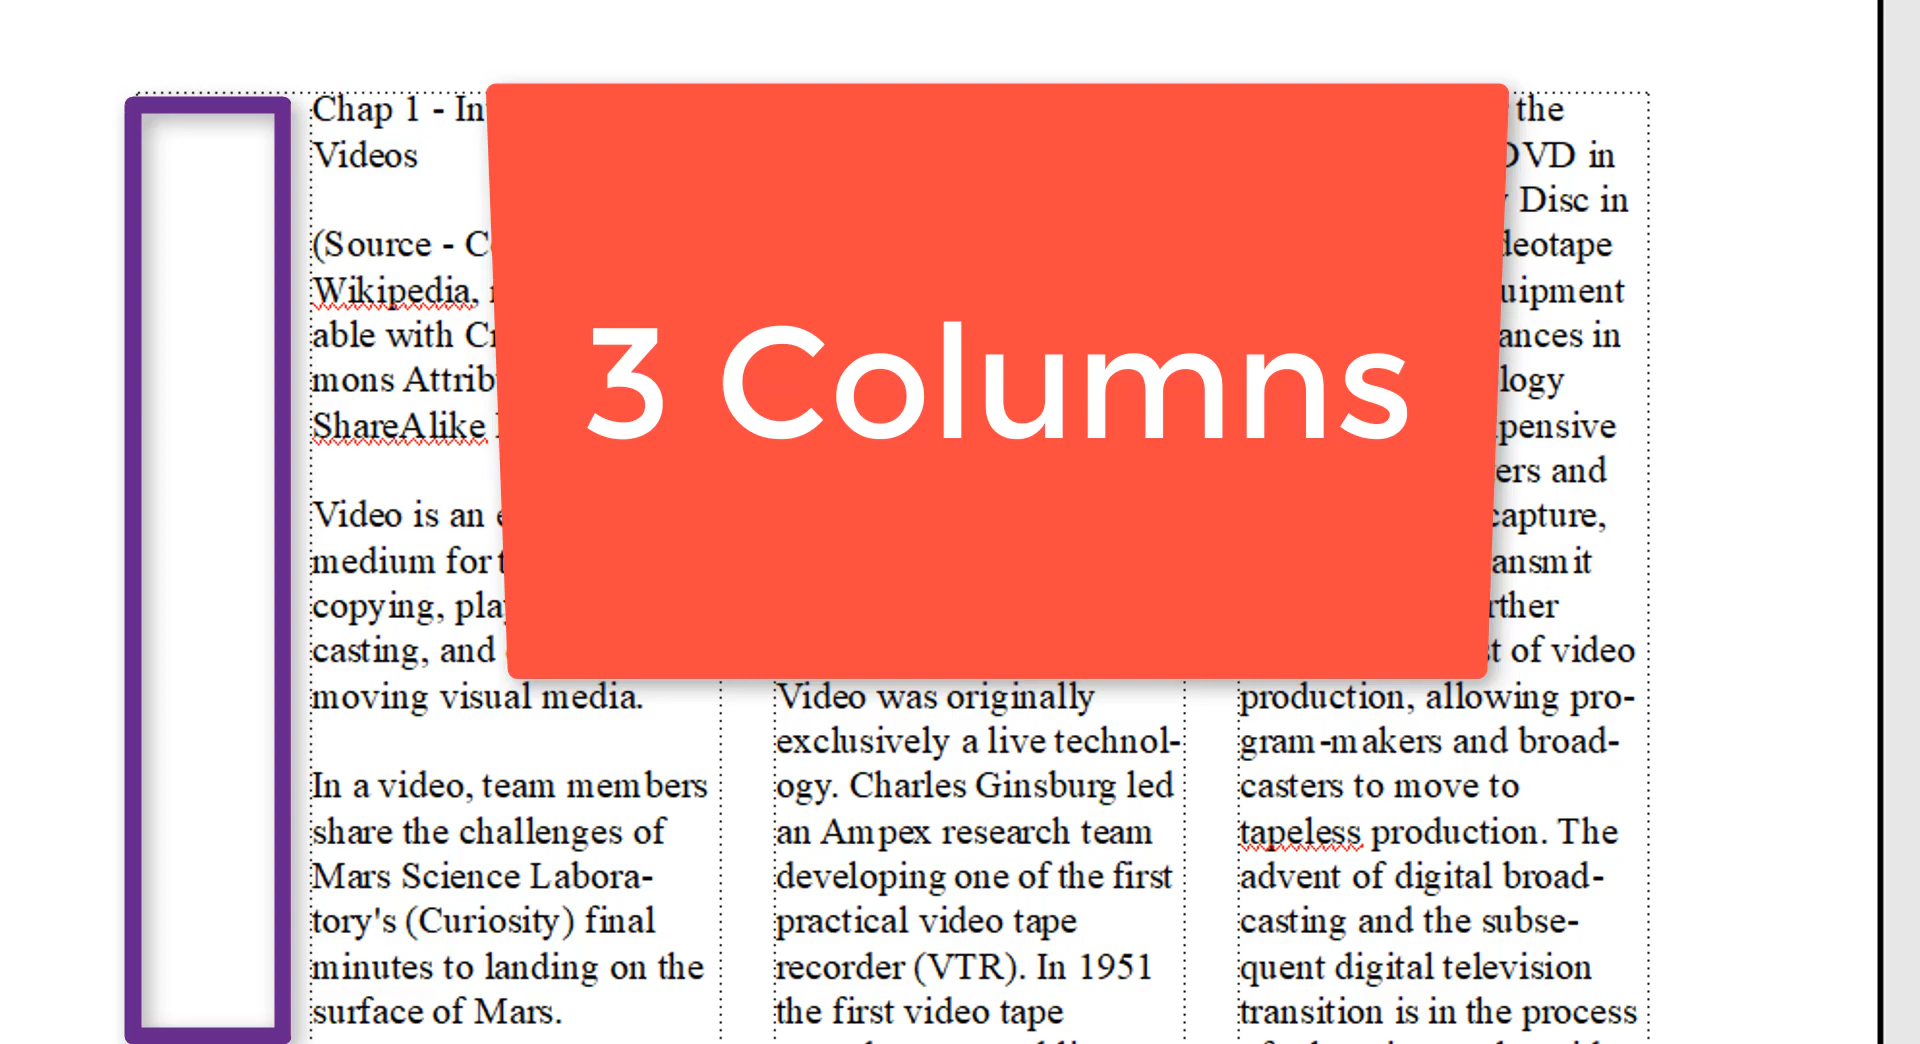 3 Columns
Chap 1 - In
Videos
(Source - C
Wikipedia,
able with
mons Attrib
ShareAlike
Video is an
medium for
copying,
casting, and
moving visual media.
In a video, team members
share the challenges of
Mars Science Labora-
tory's (Curiosity) final
minutes to landing on the
surface of Mars.
Video was originally
exclusively a live technol-
ogy. Charles Ginsburg led
an Ampex research team
developing one of the first
practical video tape
recorder (VTR). In 1951
the first video tape
the
DVD in
Disc in
deotape
uipment
ances in
logy
pensive
ers and
capture,
ansmit
rther
st of video
production, allowing pro-
gram-makers and broad-
casters to move to
tapeless production. The
advent of digital broad-
casting and the subse-
quent digital television
transition is in the process